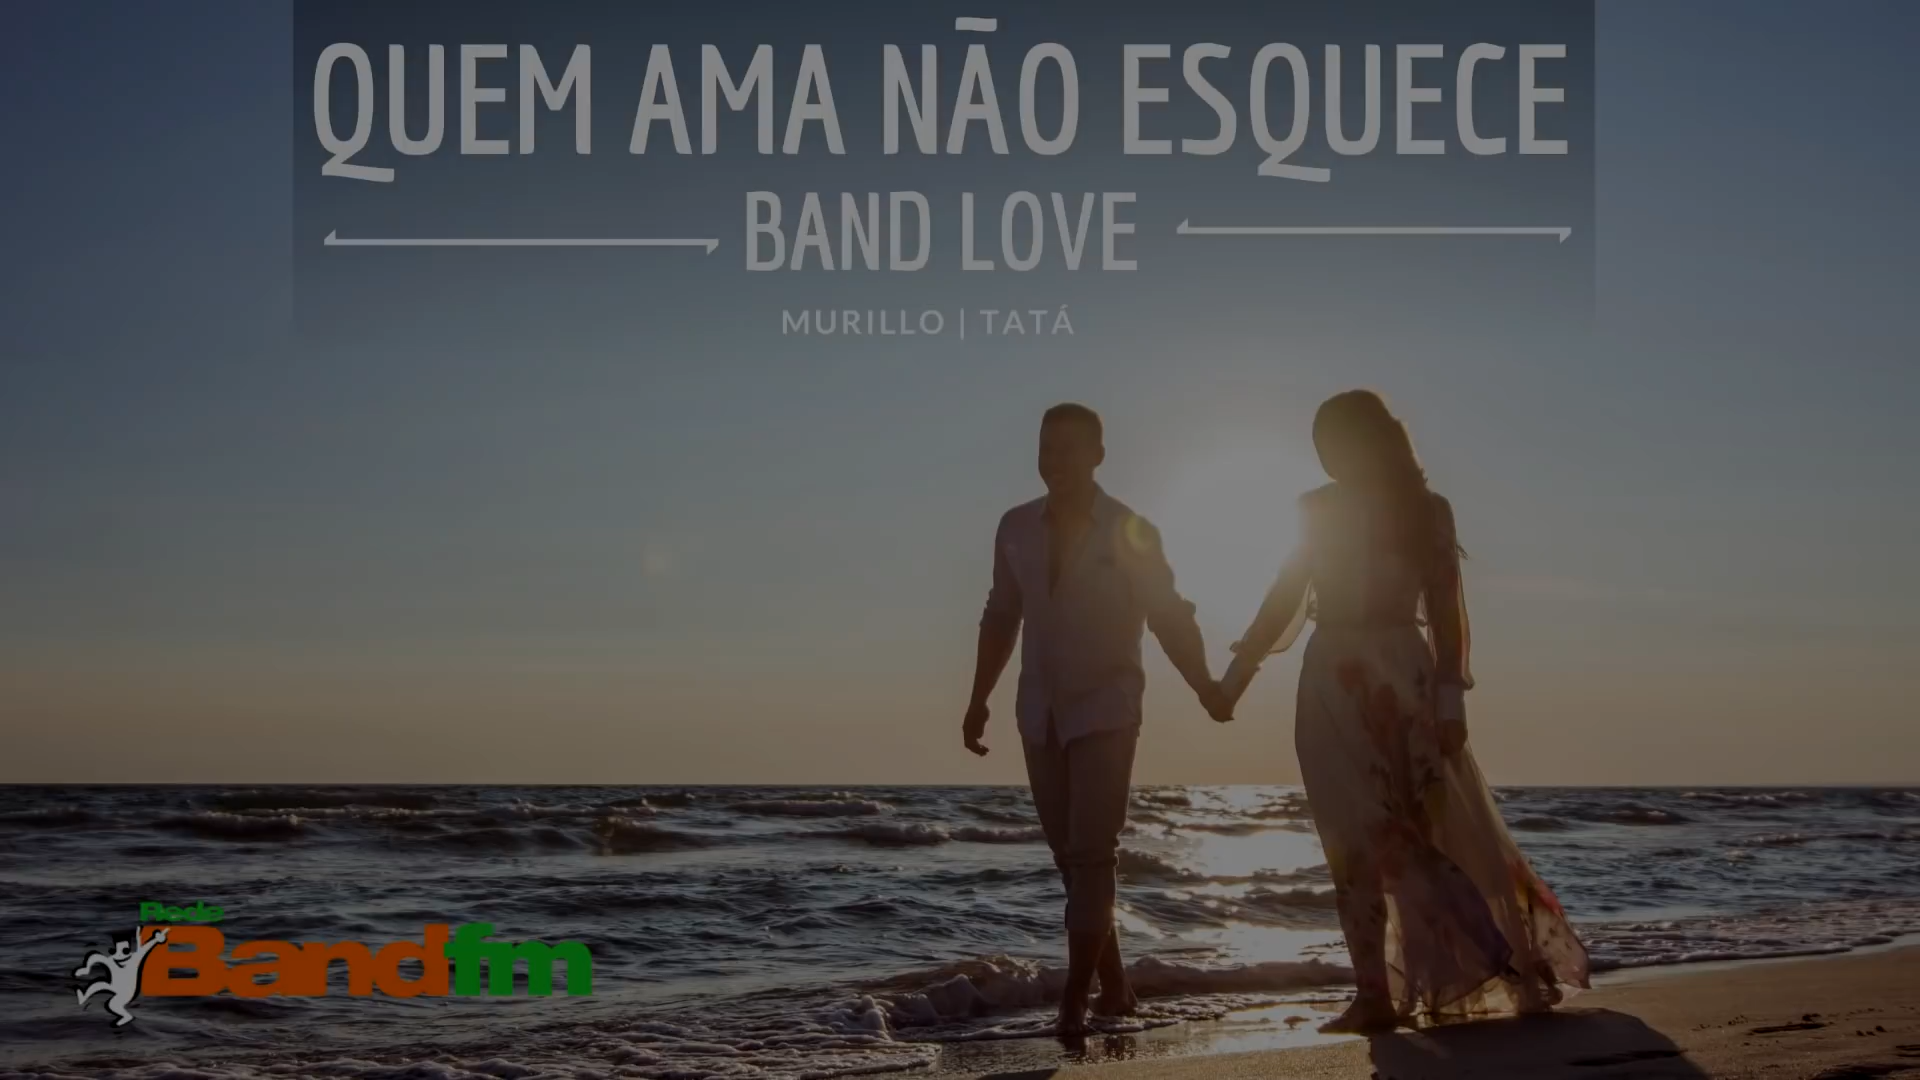 QUEM AMA NÃO ESQUECE
BAND LOVE
MURILLO | TATÁ
Rede
Bandfm